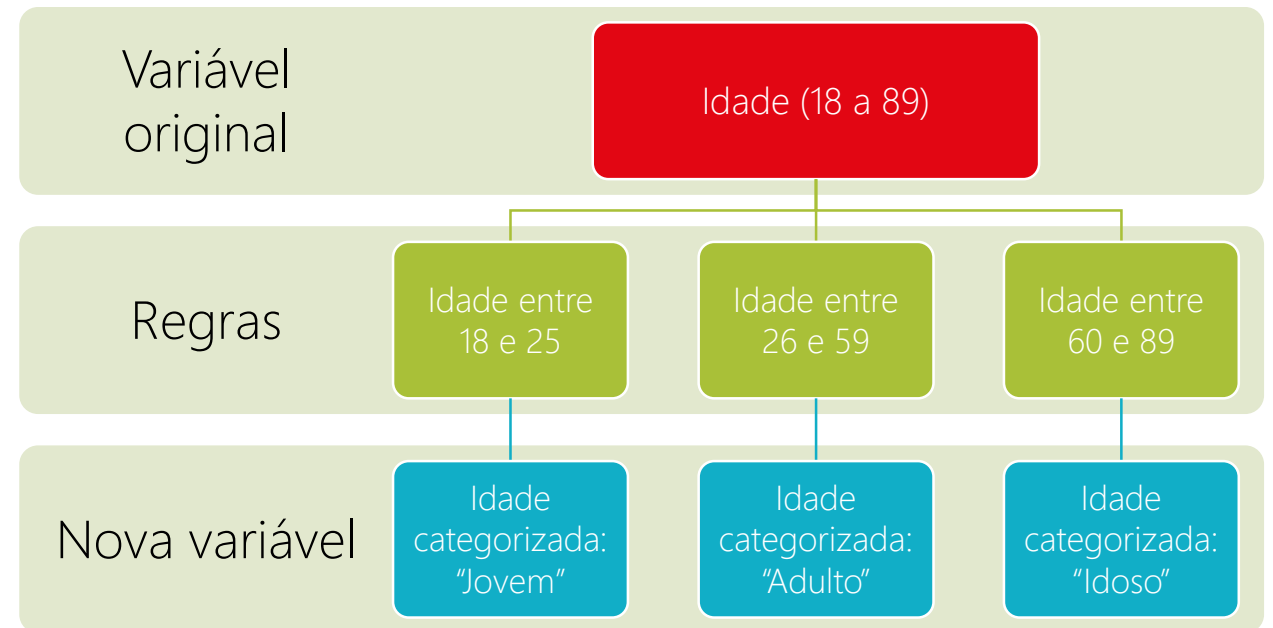 Variável
original
Idade (18 a 89)
Regras
Idade entre
18 e 25
Idade entre
26 e 59
Idade entre
60 e 89
Nova variável
Idade
categorizada:
“Jovem”
Idade
categorizada:
“Adulto”
Idade
categorizada:
“Idoso”